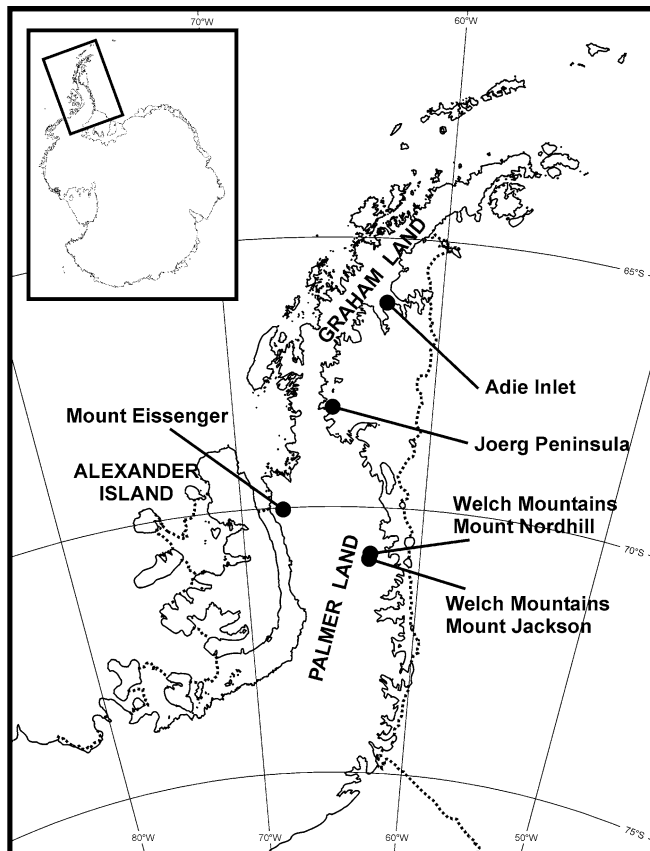 70°W
60°W
65°S
GRAHAM LAND
Adie Inlet
Mount Eissenger
Joerg Peninsula
ALEXANDER
ISLAND
Welch Mountains
Mount Nordhill
70°S
PALMER LAND
Welch Mountains
Mount Jackson
75°S
80°W
70°W
60°W
50°W